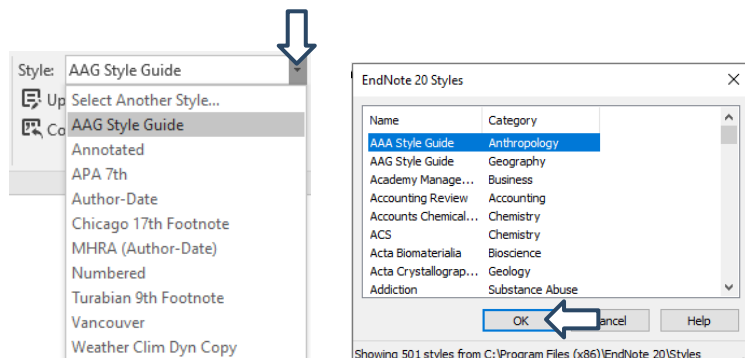 Style: AAG Style Guide
Up Select Another Style...
Co AAG Style Guide
Annotated
APA 7th
Author-Date
Chicago 17th Footnote
MHRA (Author-Date)
Numbered
Turabian 9th Footnote
Vancouver
Weather Clim Dyn Copy
EndNote 20 Styles
Name Category
AAA Style Guide Anthropology
AAG Style Guide Geography
Academy Manage... Business
Accounting Review Accounting
Accounts Chemical... Chemistry
ACS Chemistry
Acta Biomaterialia Bioscience
Acta Crystallograp... Geology
Addiction Substance Abuse
OK ancel Help
Showing 501 styles from C:\Program Files (x86)\EndNote 20\Styles